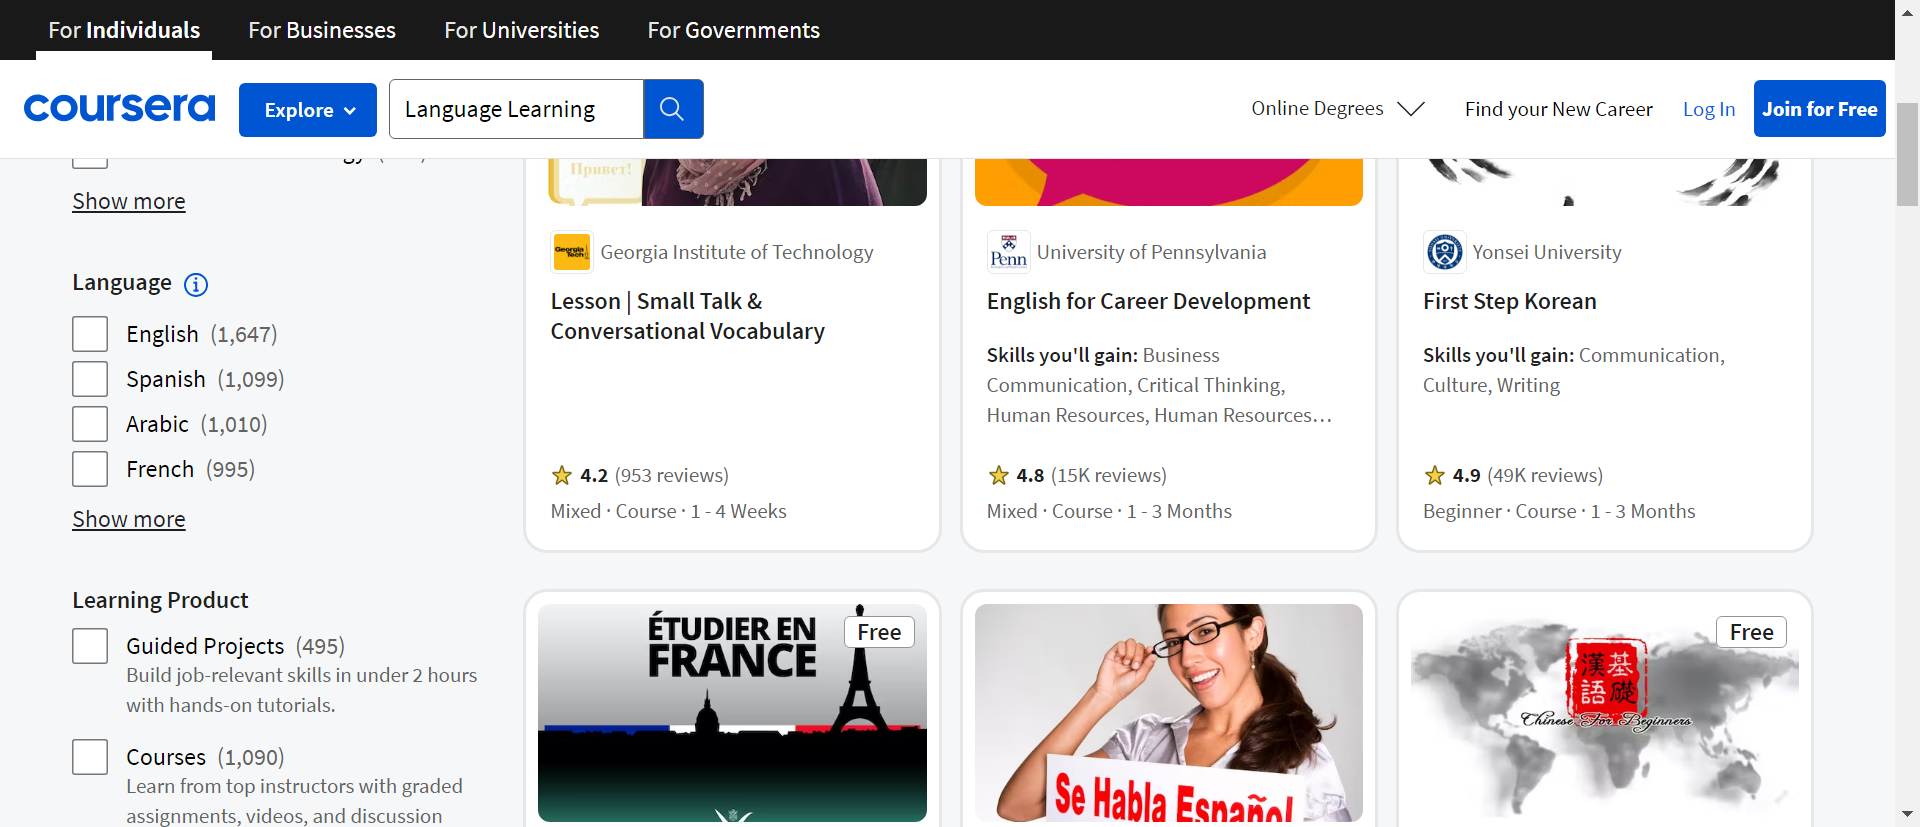 For Individuals
For Businesses
For Universities
For Governments
coursera
Explore
Language Learning
Online Degrees
Find your New Career
Log In
Join for Free
Show more
Language
English (1,647)
Spanish (1,099)
Arabic (1,010)
French (995)
Show more
Learning Product
Guided Projects (495)
Build job-relevant skills in under 2 hours
with hands-on tutorials.
Courses (1,090)
Learn from top instructors with graded
assignments, videos, and discussion
Привет!
Georgia Tech
Georgia Institute of Technology
Lesson | Small Talk &
Conversational Vocabulary
4.2 (953 reviews)
Mixed · Course · 1 - 4 Weeks
Penn
University of Pennsylvania
English for Career Development
Skills you'll gain: Business
Communication, Critical Thinking,
Human Resources, Human Resources…
4.8 (15K reviews)
Mixed · Course · 1 - 3 Months
Yonsei University
First Step Korean
Skills you'll gain: Communication,
Culture, Writing
4.9 (49K reviews)
Beginner · Course · 1 - 3 Months
ÉTUDIER EN
FRANCE
Free
Se Habla Español
Free
漢基
語礎
Chinese For Beginners